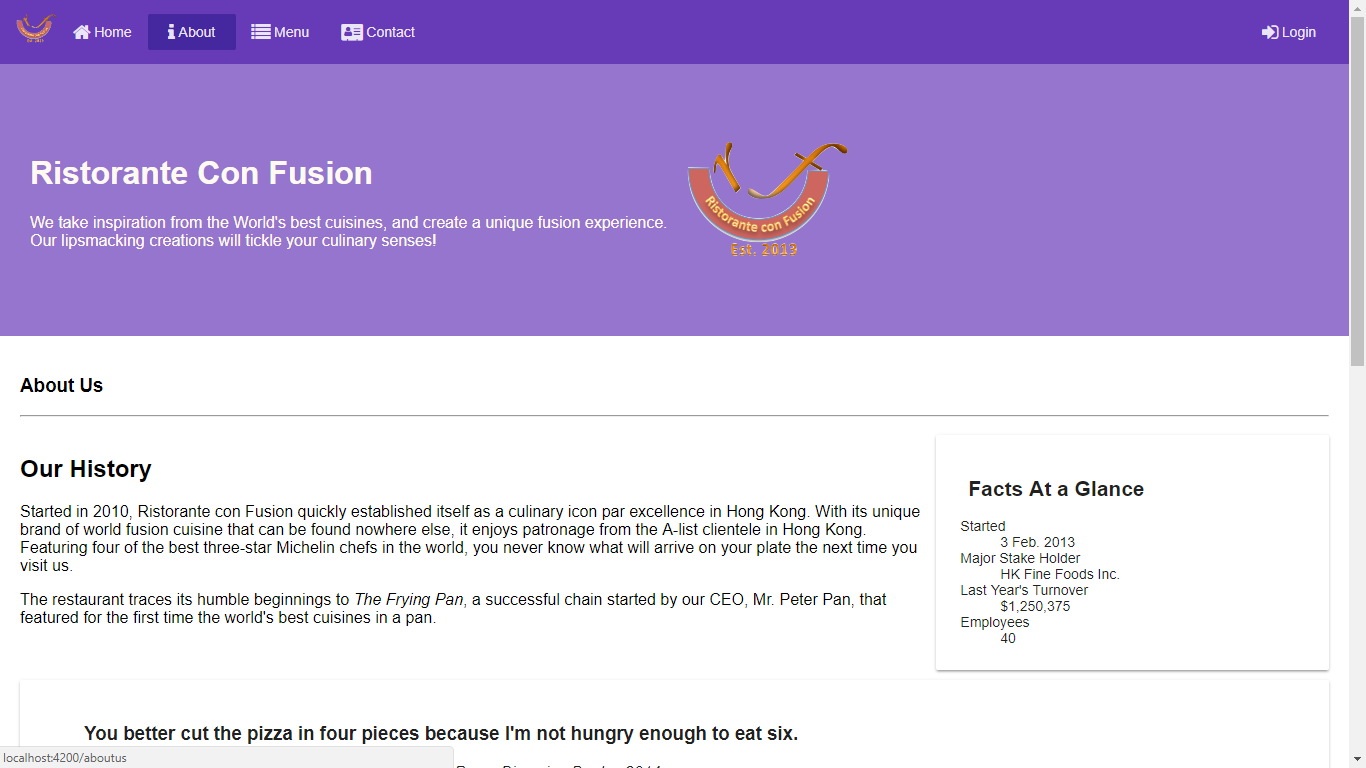 Home
About
Menu
Contact
Login
Ristorante Con Fusion
We take inspiration from the World's best cuisines, and create a unique fusion experience.
Our lipsmacking creations will tickle your culinary senses!
Ristorante con Fusion
Est. 2013
About Us
Our History
Started in 2010, Ristorante con Fusion quickly established itself as a culinary icon par excellence in Hong Kong. With its unique
brand of world fusion cuisine that can be found nowhere else, it enjoys patronage from the A-list clientele in Hong Kong.
Featuring four of the best three-star Michelin chefs in the world, you never know what will arrive on your plate the next time you
visit us.
The restaurant traces its humble beginnings to The Frying Pan, a successful chain started by our CEO, Mr. Peter Pan, that
featured for the first time the world's best cuisines in a pan.
Facts At a Glance
Started
3 Feb. 2013
Major Stake Holder
HK Fine Foods Inc.
Last Year's Turnover
$1,250,375
Employees
40
You better cut the pizza in four pieces because I'm not hungry enough to eat six.
localhost:4200/aboutus